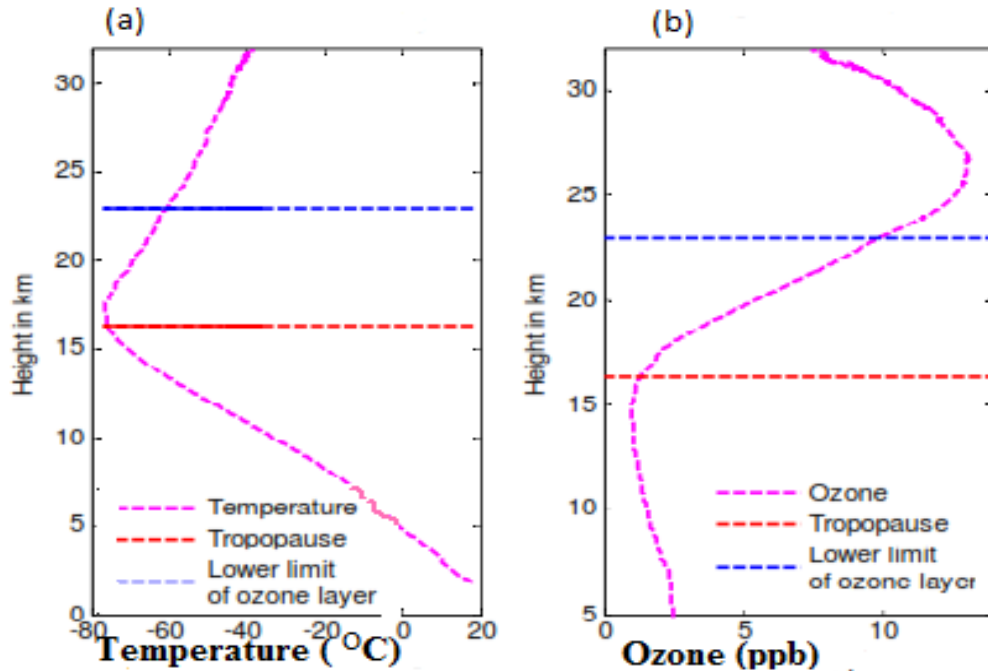 (a)
Height in km
30
25
20
15
10
5
0
Temperature
Tropopause
Lower limit
of ozone layer
-80 -60 -40 -20 0 20
Temperature ( °C)
(b)
Height in km
30
25
20
15
10
5
Ozone
Tropopause
Lower limit
of ozone layer
0 5 10
Ozone (ppb)